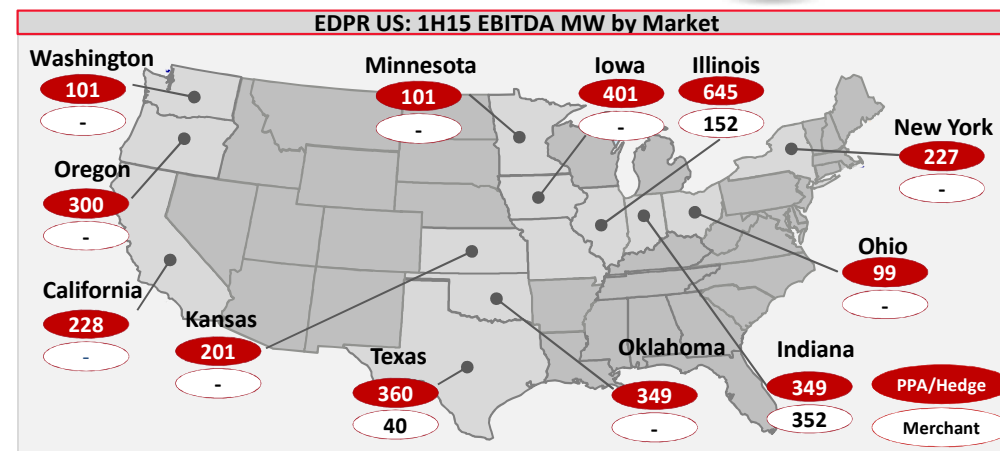 EDPR US: 1H15 EBITDA MW by Market
Washington
101
-
Minnesota
101
-
Iowa
401
-
Illinois
645
152
New York
227
-
Oregon
300
-
Ohio
99
-
California
228
-
Kansas
201
-
Texas
360
40
Oklahoma
349
-
Indiana
349
352
PPA/Hedge
Merchant